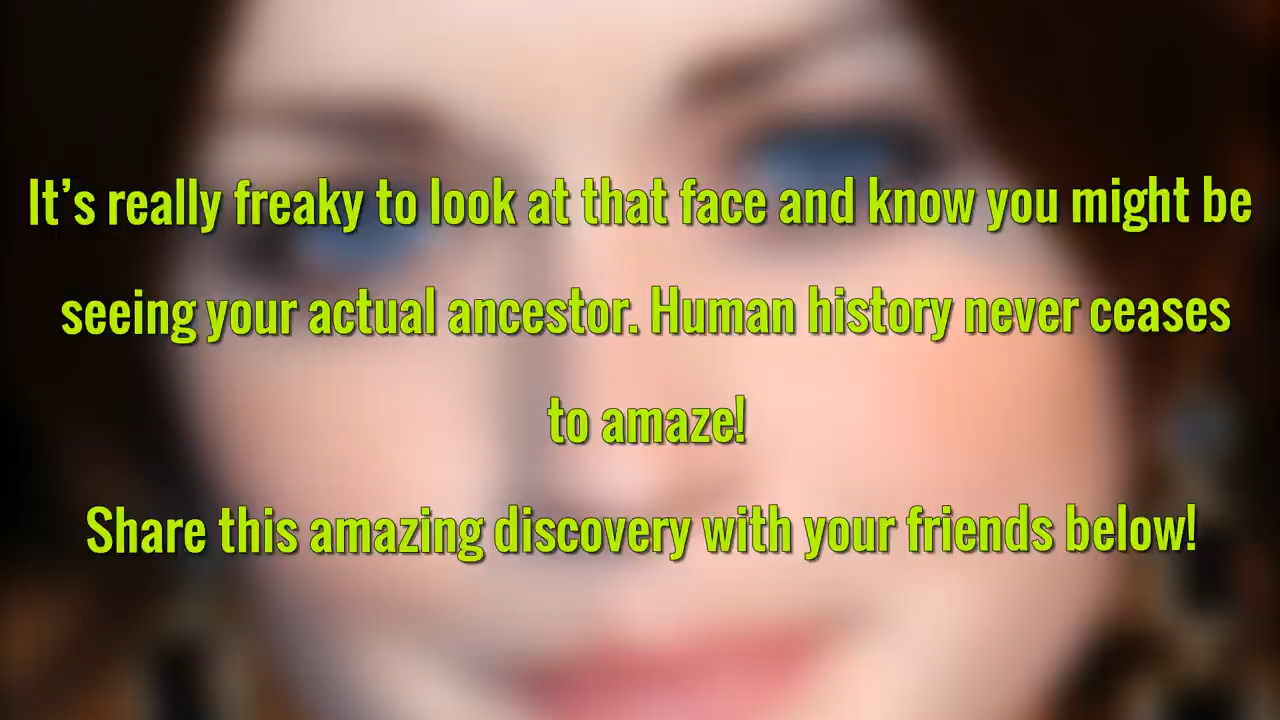 It’s really freaky to look at that face and know you might be
seeing your actual ancestor. Human history never ceases
to amaze!
Share this amazing discovery with your friends below!